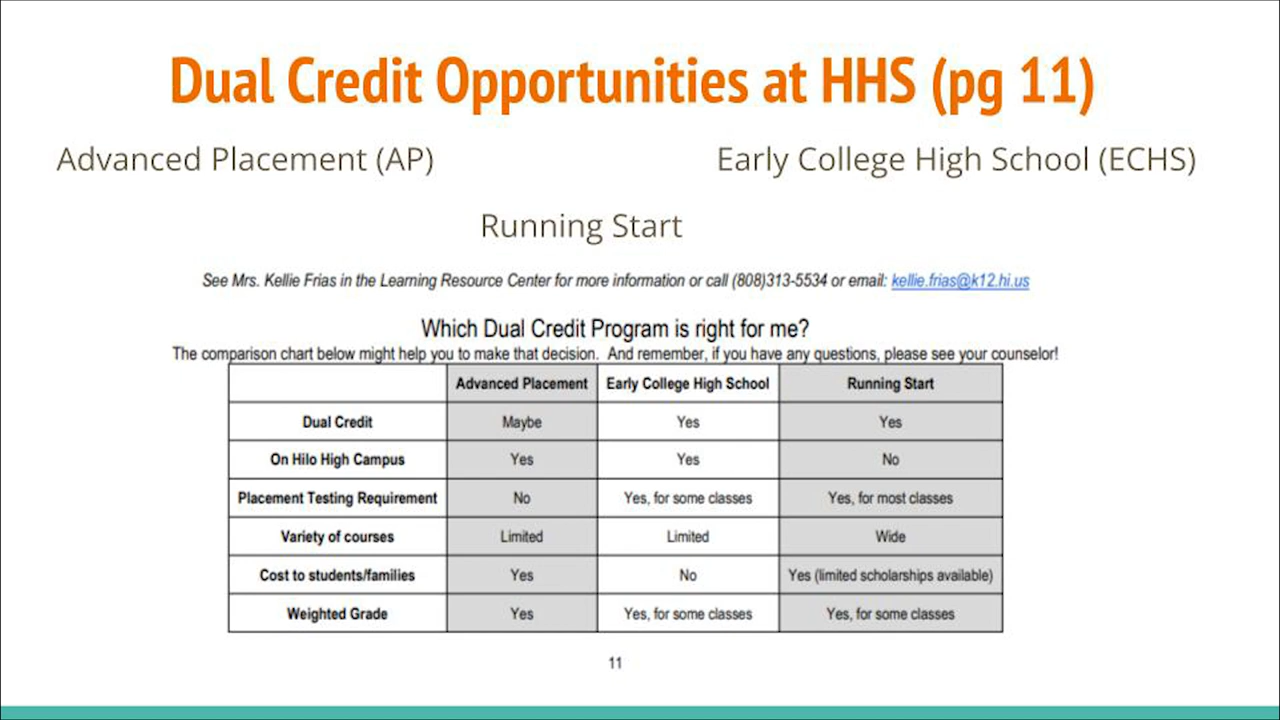 Dual Credit Opportunities at HHS (pg 11)
Advanced Placement (AP)
Early College High School (ECHS)
Running Start
See Mrs. Kellie Frias in the Learning Resource Center for more information or call (808)313-5534 or email: kellie.frias@k12.hi.us
Which Dual Credit Program is right for me?
The comparison chart below might help you to make that decision. And remember, if you have any questions, please see your counselor!
Advanced Placement Early College High School Running Start
Dual Credit Maybe Yes Yes
On Hilo High Campus Yes Yes No
Placement Testing Requirement No Yes, for some classes Yes, for most classes
Variety of courses Limited Limited Wide
Cost to students/families Yes No Yes (limited scholarships available)
Weighted Grade Yes Yes, for some classes Yes, for some classes
11